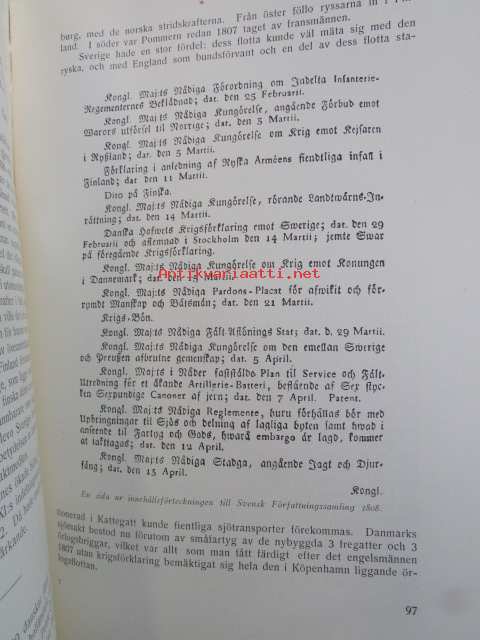 burg, med de norska stridskrafterna. Från öster föllo ryssarna in i
land. I söder var Pommern redan 1807 taget av fransmännen.
Sverige hade en stor fördel: dess flotta kunde väl mäta sig med den
ryska, och med England som bundsförvant och en del av dess flotta sta-
Kongl. Maj:ts Nådiga Förordning om Indelta Infanterie-
Regementernes Beklädnad; dat. den 25 Februarii.
Kongl. Maj:ts Nådiga Kungörelse, angående Förbud emot
Warors utförsel til Norrige; dat. den 3 Martii.
Kongl. Maj:ts Nådiga Kungörelse om Krig emot Kejsaren
i Ryßland; dat. den 5 Martii.
Förklaring i anledning af Ryska Arméens fiendtliga infall i
Finland; dat. den 11 Martii.
Dito på Finska.
Kongl. Maj:ts Nådiga Kungörelse, rörande Landtwärns-In-
rättning; dat. den 14 Martii.
Danska Hofwets Krigsförklaring emot Swerige; dat. den 29
Februarii och aflemnad i Stockholm den 14 Martii; jemte Swar
på föregående Krigsförklaring.
Kongl. Maj:ts Nådiga Kungörelse om Krig emot Konungen
i Dannemark; dat. den 15 Martii.
Antikvariaatti.net
Kongl. Maj:ts Nådiga Pardons-Placat för afwikit och för-
rymdt Manskap och Båtsmän; dat. den 21 Martii.
Krigs-Bön.
Kongl. Maj:ts Nådiga Fält-Aflönings Stat; dat. d. 29 Martii.
Kongl. Maj:ts Nådiga Kungörelse om den emellan Swerige
och Preußen afbrutne gemenskap; dat. 5 April.
Kongl. Maj:ts i Nåder fastställde Plan til Service och Fält-
Utredning för et åkande Artillerie-Batteri, bestående af Sex styc-
ken Sexpundige Canoner af jern; dat. den 7 April. Patent.
Kongl. Maj:ts Nådiga Reglemente, huru förhållas bör med
Uppbringningar til Sjös och delning af lagliga byten samt hwad i
anseende til Fartyg och Gods, hwarå embargo är lagd, kommer
at iakttagas; dat. den 12 April.
Kongl. Maj:ts Nådiga Stadga, angående Jagt och Djur-
fång; dat. den 13 April.
Kongl.
En sida ur innehållsförteckningen till Svensk Författningssamling 1808.
tionerad i Kattegatt kunde fientliga sjötransporter förekommas. Danmarks
sjömakt bestod nu förutom av småfartyg av de nybyggda 3 fregatter och 3
örlogsbriggar, vilket var allt som man fått färdigt efter det engelsmännen
1807 utan krigsförklaring bemäktigat sig hela den i Köpenhamn liggande ör-
logsflottan.
7
97